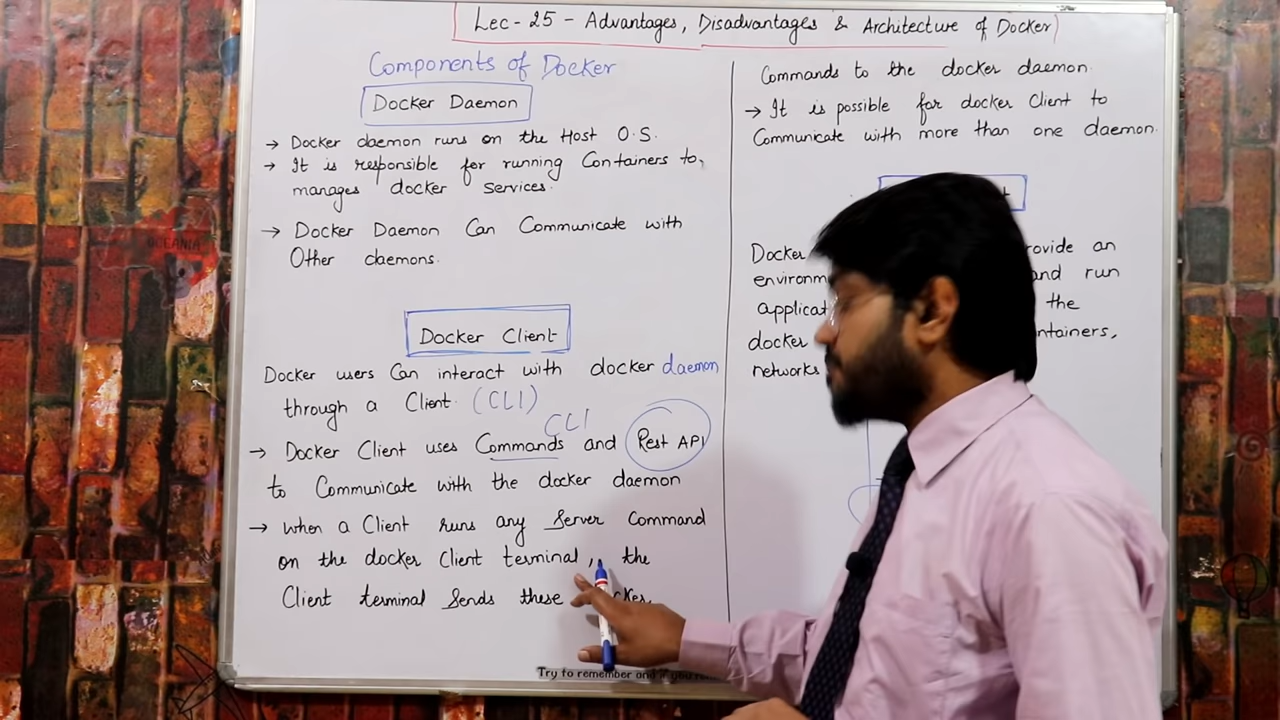 Lec-25 - Advantages, Disadvantages & Architecture of Docker
Components of Docker
Docker Daemon
→ Docker daemon runs on the Host O.S.
→ It is responsible for running Containers to
manages docker services.
→ Docker Daemon Can Communicate with
Other daemons.
Docker Client
Docker users Can interact with docker daemon
through a Client. (CLI)
CLI
→ Docker Client uses Commands and Rest API
to Communicate with the docker daemon
→ when a Client runs any Server Command
on the docker Client terminal, the
Client terminal Sends these
Commands to the docker daemon.
→ It is possible for docker Client to
Communicate with more than one daemon.
Docker an
and run
the
docker
networks
Try to remember and if you
OCEANIA